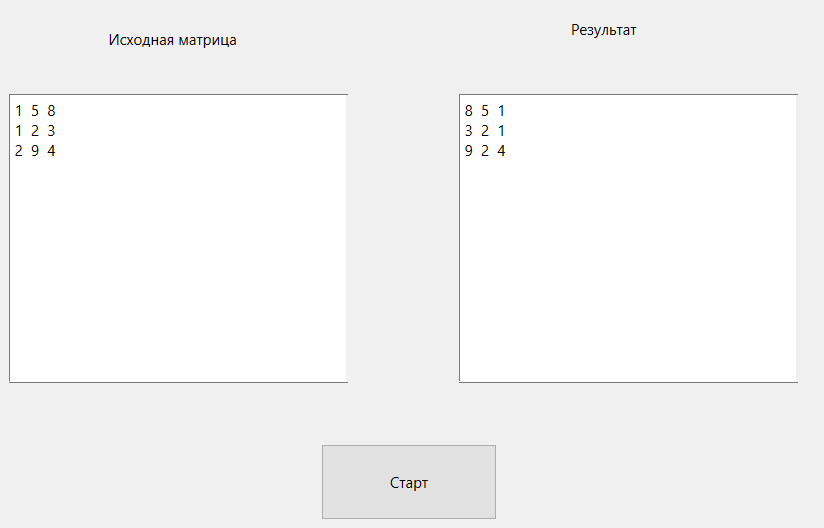 Исходная матрица
Результат
1 5 8
1 2 3
2 9 4
8 5 1
3 2 1
9 2 4
Старт